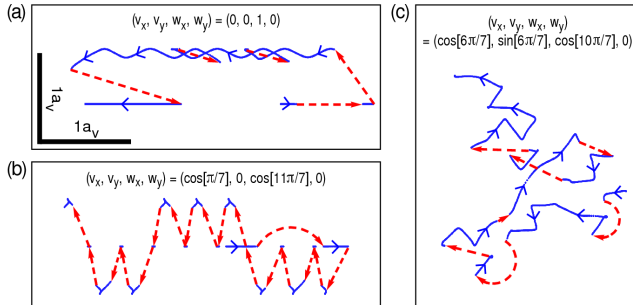 (a)
(v_x, v_y, w_x, w_y) = (0, 0, 1, 0)
1a_v
1a_v
(b)
(v_x, v_y, w_x, w_y) = (cos[π/7], 0, cos[11π/7], 0)
(c)
(v_x, v_y, w_x, w_y)
= (cos[6π/7], sin[6π/7], cos[10π/7], 0)